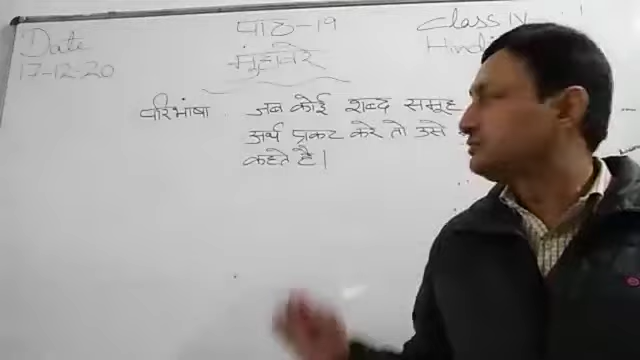 Date
17-12-20
पाठ-19
मुहावरे
Class IV
Hindi
परिभाषा जब कोई शब्द समूह
अर्थ प्रकट करे तो उसे
कहते है।